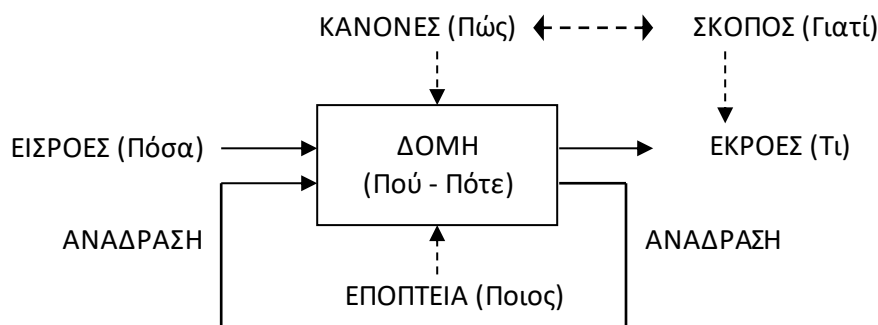 ΚΑΝΟΝΕΣ (Πώς) ΣΚΟΠΟΣ (Γιατί)
ΕΙΣΡΟΕΣ (Πόσα) ΔΟΜΗ ΕΚΡΟΕΣ (Τι)
(Πού - Πότε)
ΑΝΑΔΡΑΣΗ ΑΝΑΔΡΑΣΗ
ΕΠΟΠΤΕΙΑ (Ποιος)